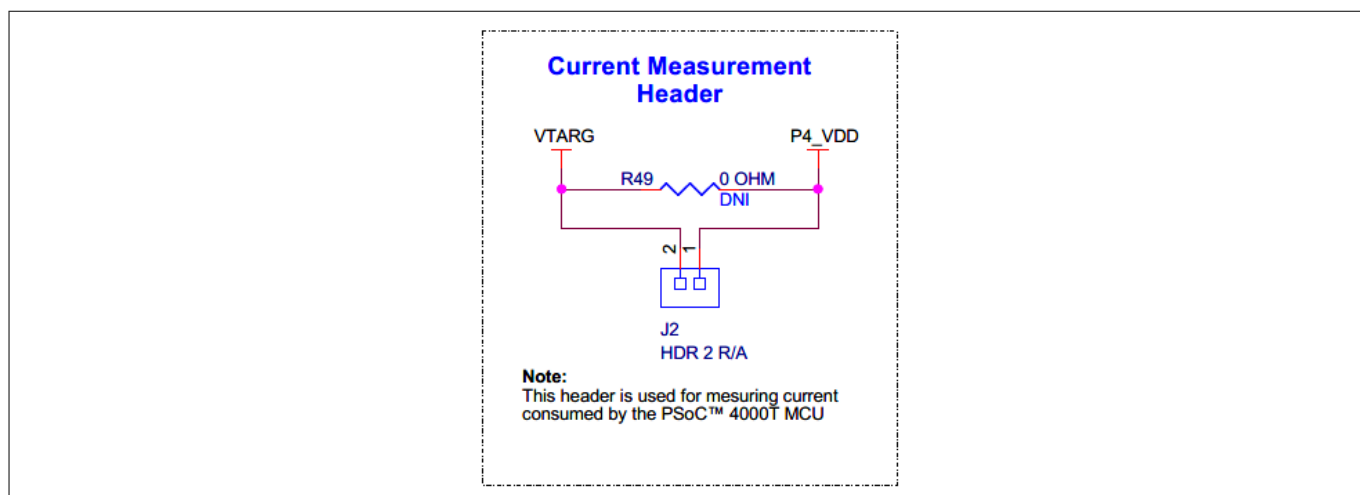 Current Measurement
Header
VTARG
P4_VDD
R49
0 OHM
DNI
2
1
J2
HDR 2 R/A
Note:
This header is used for mesuring current
consumed by the PSoC™ 4000T MCU